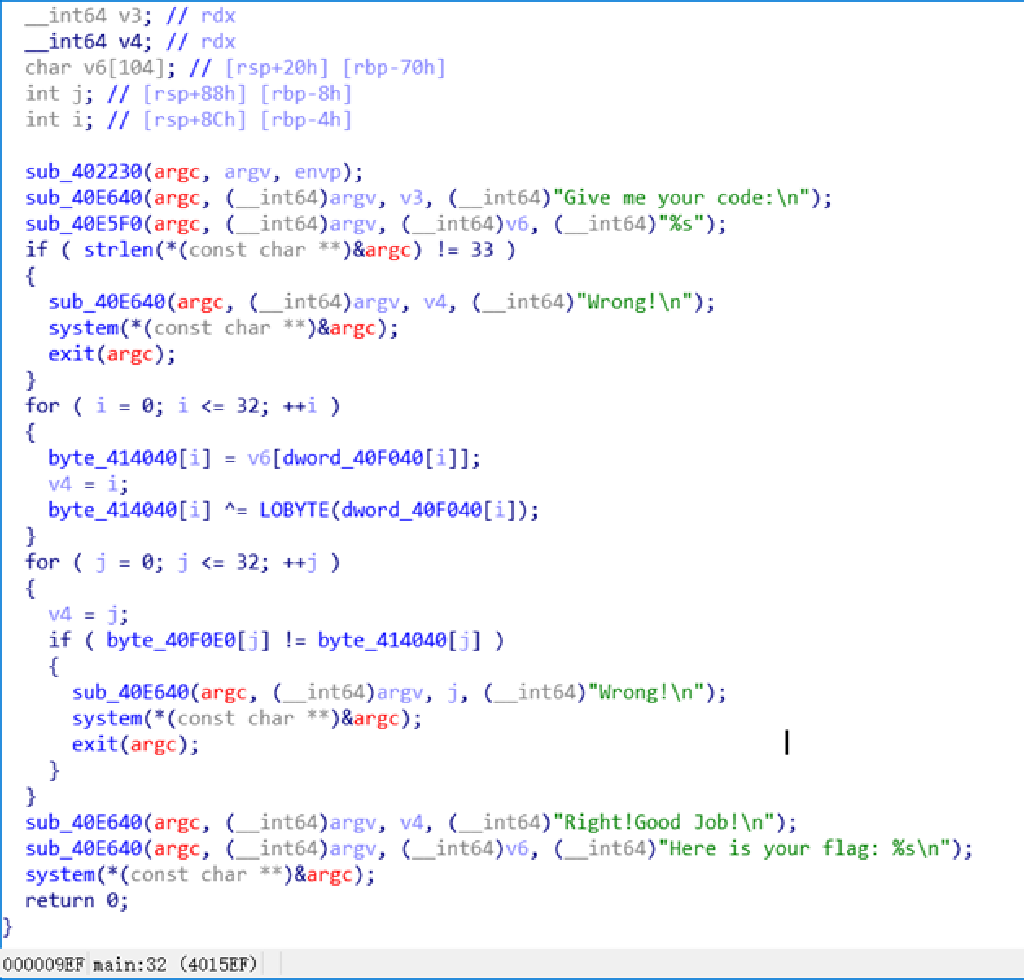 __int64 v3; // rdx
__int64 v4; // rdx
char v6[104]; // [rsp+20h] [rbp-70h]
int j; // [rsp+88h] [rbp-8h]
int i; // [rsp+8Ch] [rbp-4h]
sub_402230(argc, argv, envp);
sub_40E640(argc, (__int64)argv, v3, (__int64)"Give me your code:\n");
sub_40E5F0(argc, (__int64)argv, (__int64)v6, (__int64)"%s");
if ( strlen(*(const char **)&argc) != 33 )
{
sub_40E640(argc, (__int64)argv, v4, (__int64)"Wrong!\n");
system(*(const char **)&argc);
exit(argc);
}
for ( i = 0; i <= 32; ++i )
{
byte_414040[i] = v6[dword_40F040[i]];
v4 = i;
byte_414040[i] ^= LOBYTE(dword_40F040[i]);
}
for ( j = 0; j <= 32; ++j )
{
v4 = j;
if ( byte_40F0E0[j] != byte_414040[j] )
{
sub_40E640(argc, (__int64)argv, j, (__int64)"Wrong!\n");
system(*(const char **)&argc);
exit(argc);
}
}
sub_40E640(argc, (__int64)argv, v4, (__int64)"Right!Good Job!\n");
sub_40E640(argc, (__int64)argv, (__int64)v6, (__int64)"Here is your flag: %s\n");
system(*(const char **)&argc);
return 0;
}
000009EF main:32 (4015EF)